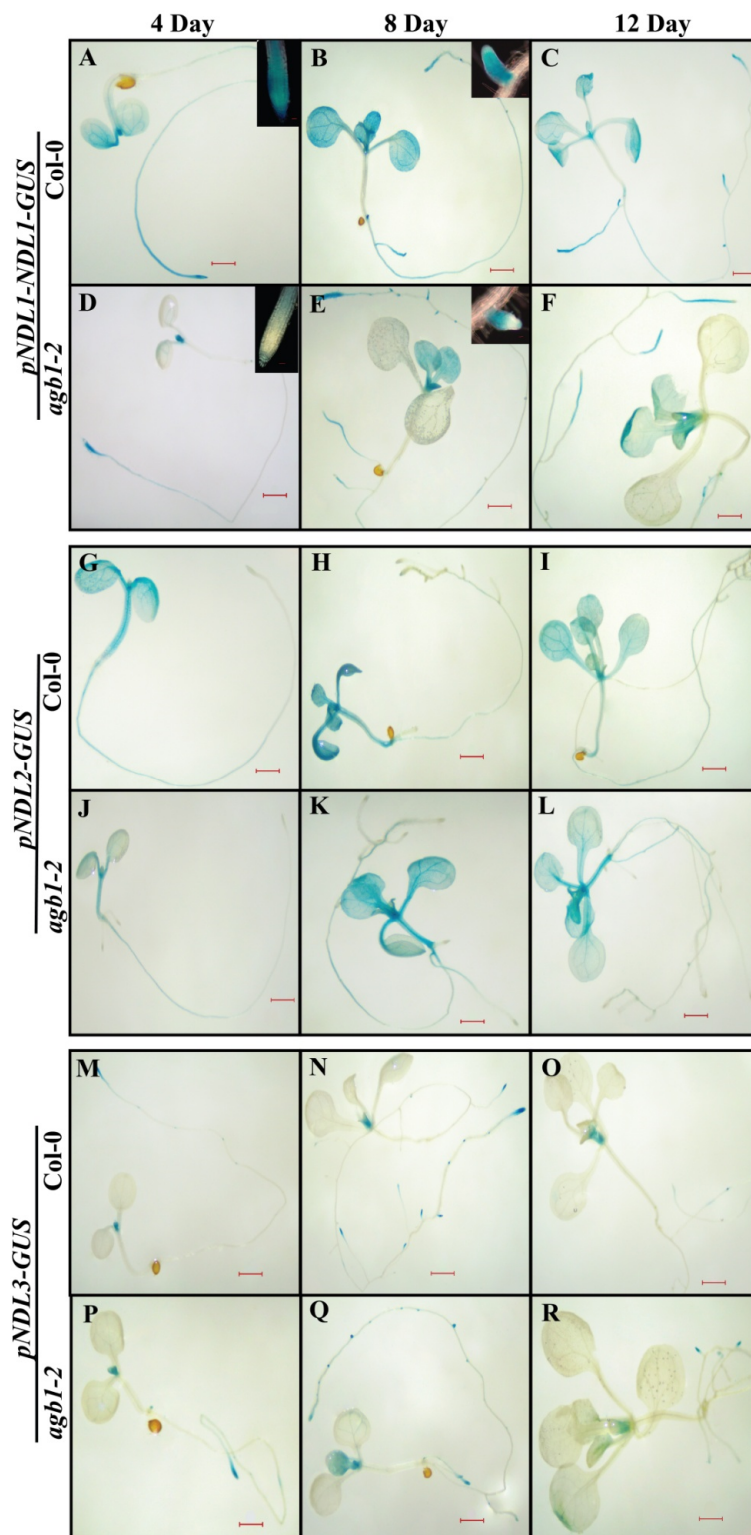 4 Day 8 Day 12 Day
A B C
pNDL1-NDL1-GUS
Col-0
D E F
agb1-2
G H I
pNDL2-GUS
Col-0
J K L
agb1-2
M N O
pNDL3-GUS
Col-0
P Q R
agb1-2